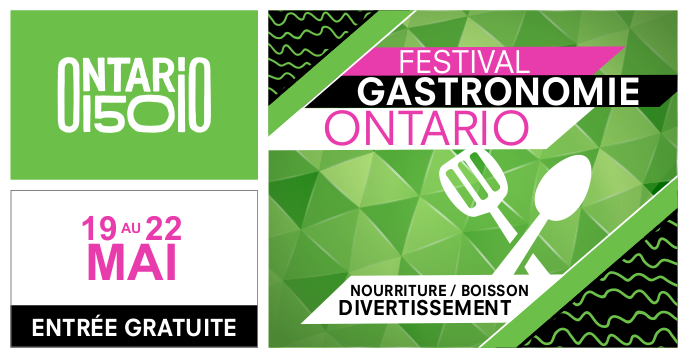 ONTARiO
150
19 AU 22
MAI
ENTRÉE GRATUITE
FESTIVAL
GASTRONOMIE
ONTARIO
NOURRITURE / BOISSON
DIVERTISSEMENT